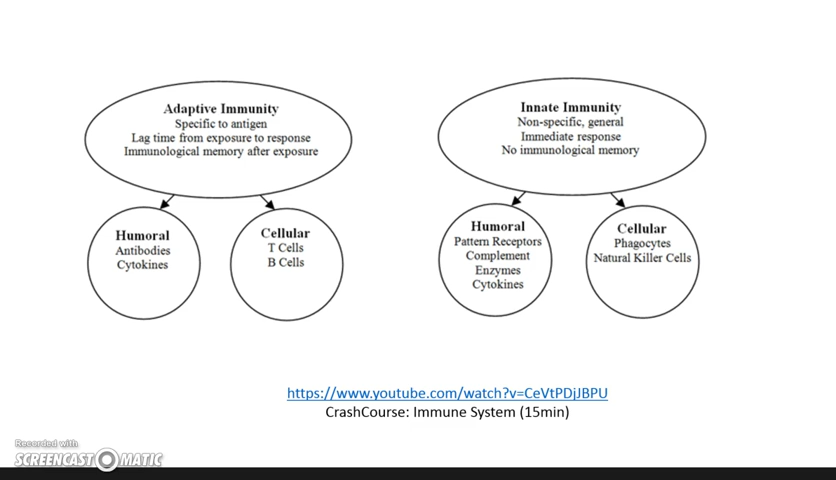 Adaptive Immunity
Specific to antigen
Lag time from exposure to response
Immunological memory after exposure
Humoral
Antibodies
Cytokines
Cellular
T Cells
B Cells
Innate Immunity
Non-specific, general
Immediate response
No immunological memory
Humoral
Pattern Receptors
Complement
Enzymes
Cytokines
Cellular
Phagocytes
Natural Killer Cells
https://www.youtube.com/watch?v=CeVtPDjJBPU
CrashCourse: Immune System (15min)
Recorded with
SCREENCAST MATIC